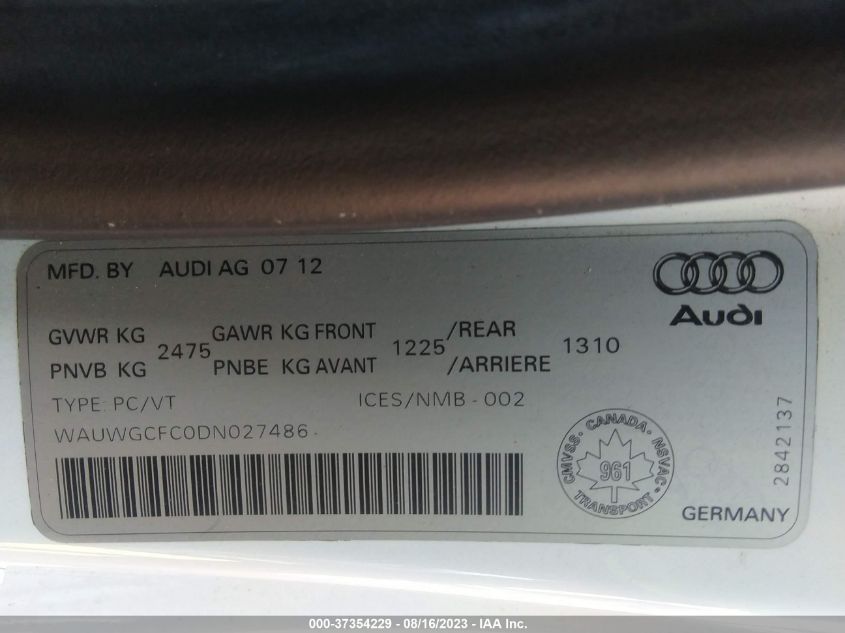 MFD. BY AUDI AG 07 12
Audi
GVWR KG 2475 GAWR KG FRONT 1225 /REAR 1310
PNVB KG PNBE KG AVANT /ARRIERE
TYPE: PC/VT ICES/NMB - 002
WAUWGCFC0DN027486
CMVSS. CANADA• NSVAC•
961
TRANSPORT
2842137
GERMANY
000-37354229 - 08/16/2023 - IAA Inc.